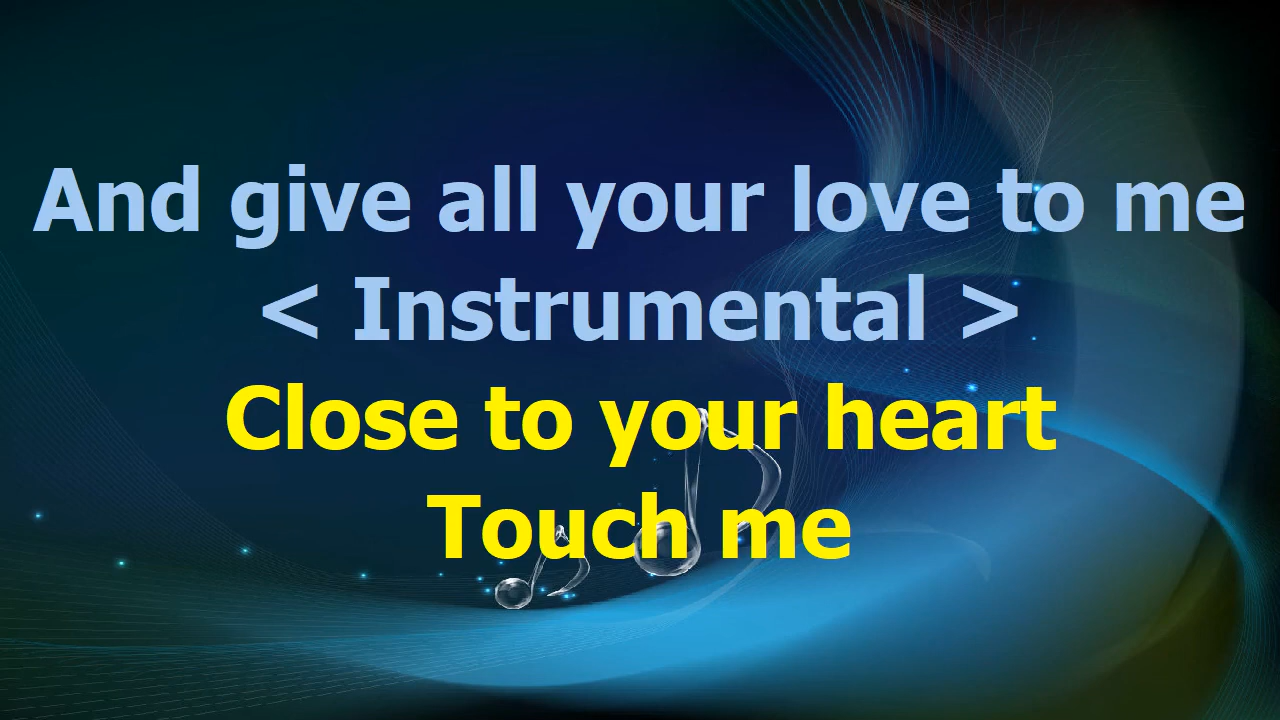 And give all your love to me
< Instrumental >
Close to your heart
Touch me